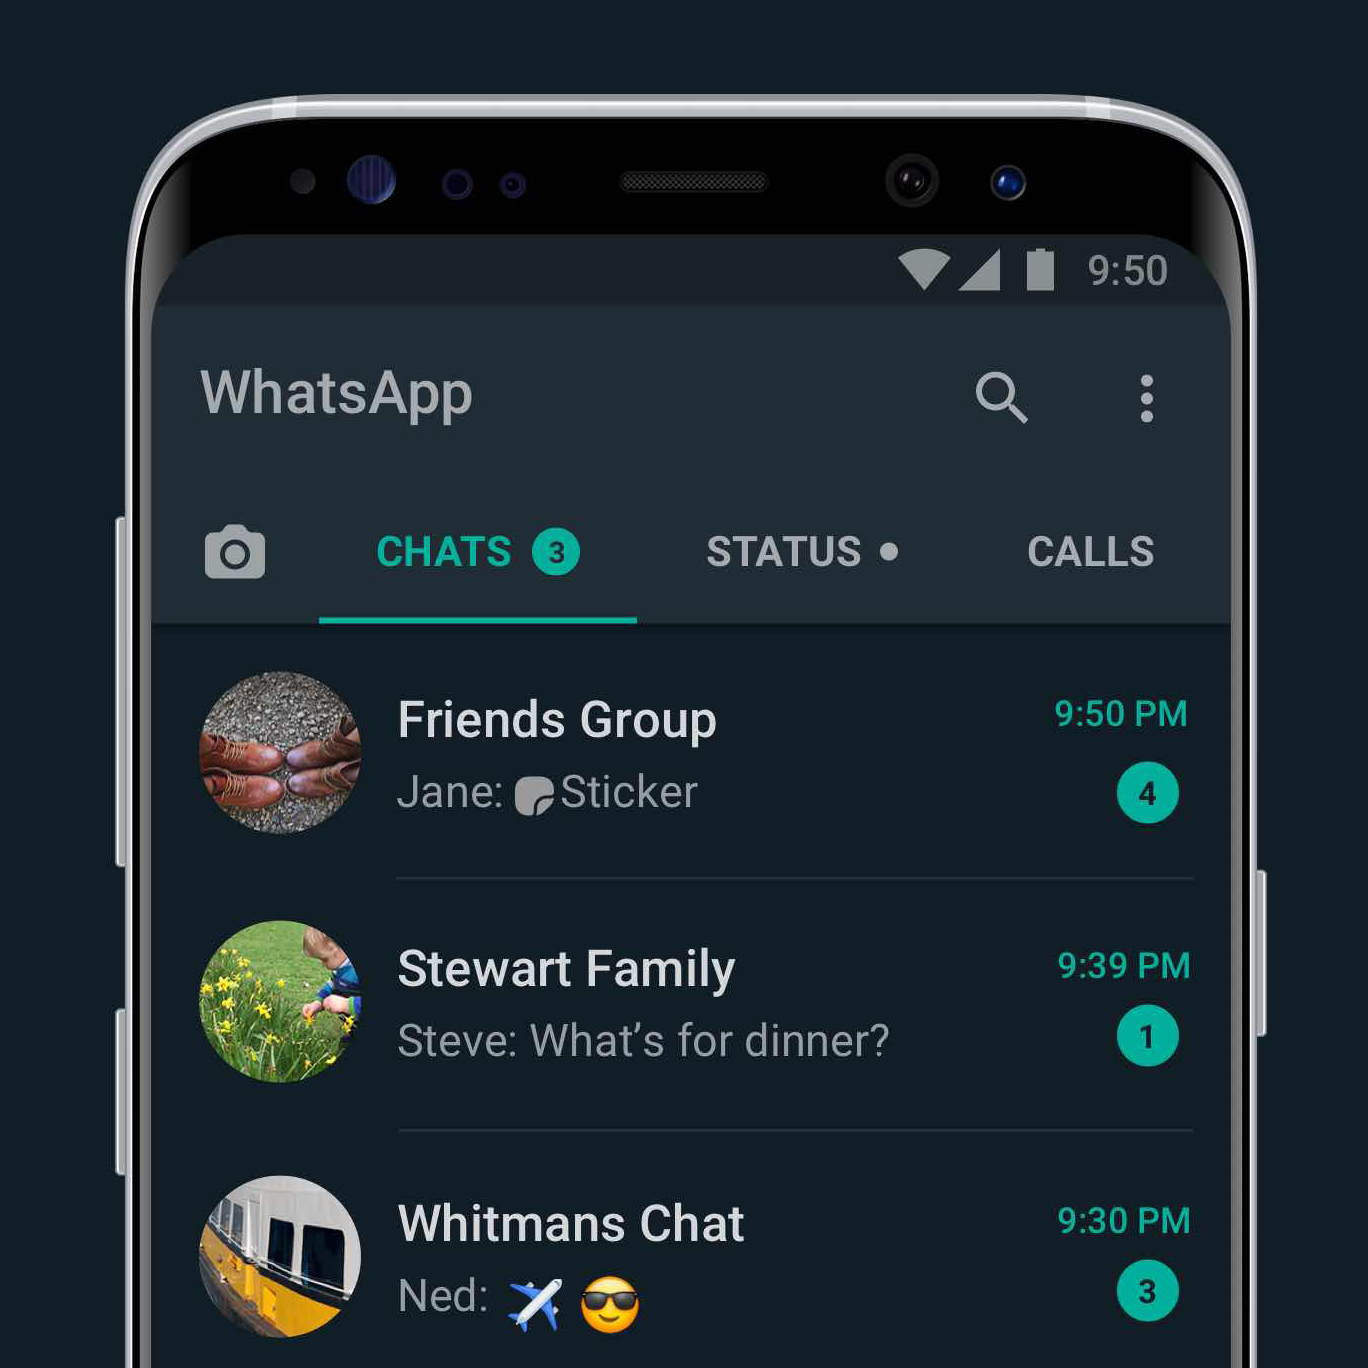 9:50
WhatsApp
CHATS 3 STATUS CALLS
Friends Group 9:50 PM
Jane: Sticker 4
Stewart Family 9:39 PM
Steve: What’s for dinner? 1
Whitmans Chat 9:30 PM
Ned: ✈️ 😎 3